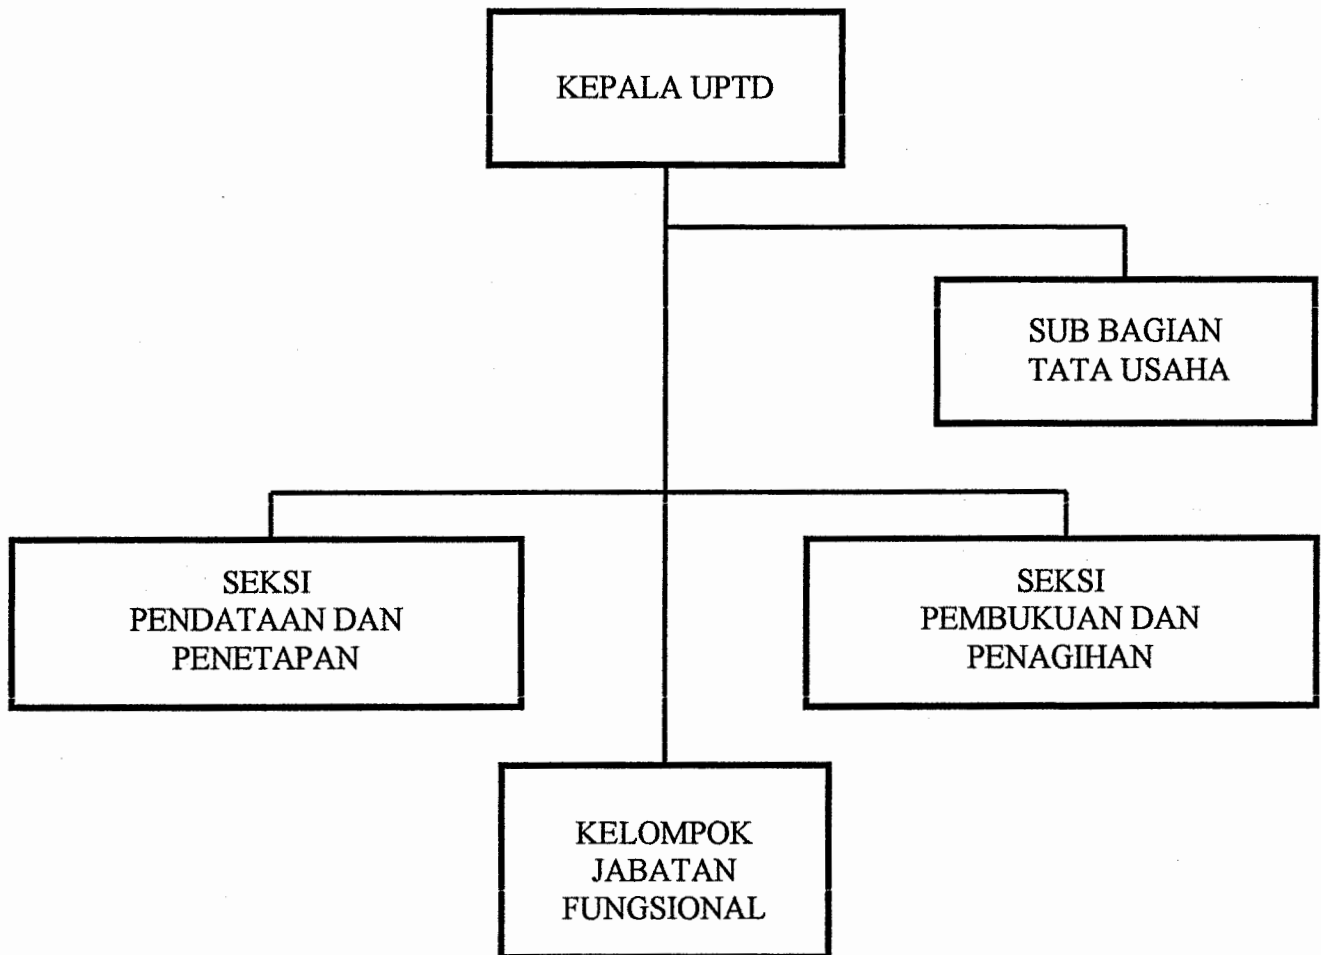 KEPALA UPTD
SUB BAGIAN
TATA USAHA
SEKSI
PENDATAAN DAN
PENETAPAN
SEKSI
PEMBUKUAN DAN
PENAGIHAN
KELOMPOK
JABATAN
FUNGSIONAL